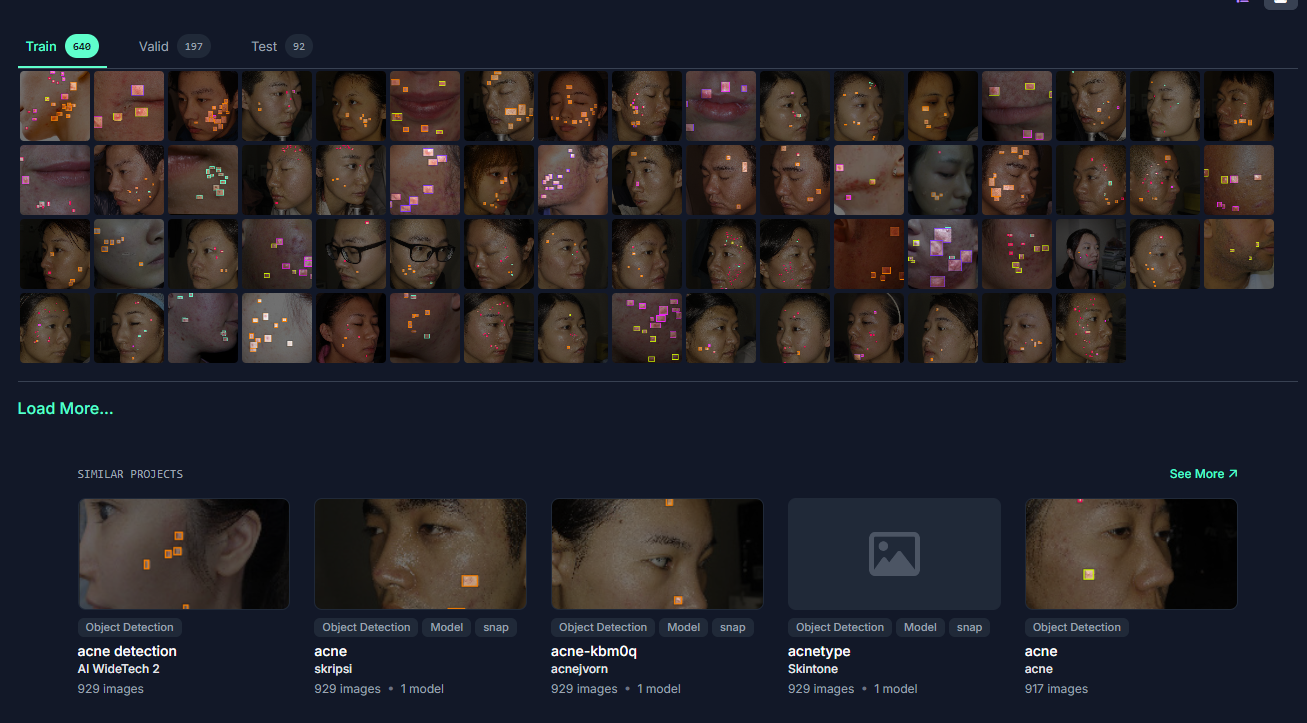 Train 640 Valid 197 Test 92
Load More...
SIMILAR PROJECTS See More
Object Detection
Object Detection Model snap
Object Detection Model snap
Object Detection Model snap
Object Detection
acne detection
AI WideTech 2
929 images
acne
skripsi
929 images • 1 model
acne-kbm0q
acnejvorn
929 images • 1 model
acnetype
Skintone
929 images • 1 model
acne
acne
917 images